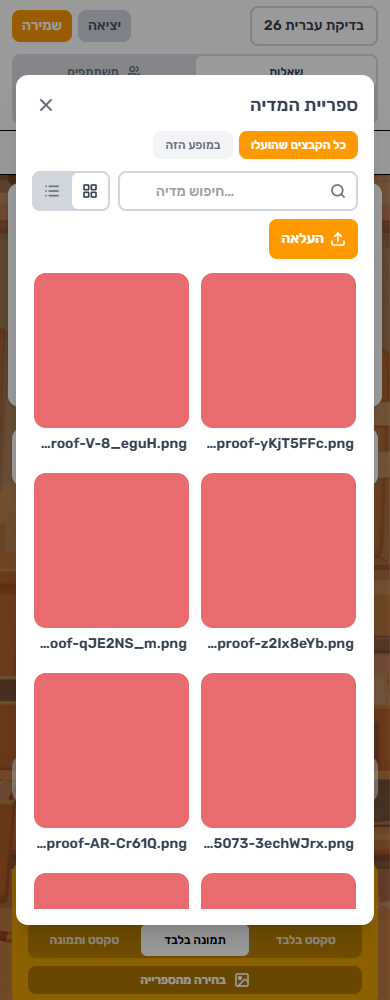 בדיקת עברית 26
יציאה
שמירה
שאלות
משתתפים
ספריית המדיה
כל הקבצים שהועלו
במופע הזה
חיפוש מדיה...
העלאה
...proof-yKjT5FFc.png
...roof-V-8_eguH.png
...proof-z2Ix8eYb.png
...oof-qJE2NS_m.png
...5073-3echWJrx.png
...proof-AR-Cr61Q.png
טקסט בלבד
תמונה בלבד
טקסט ותמונה
בחירה מהספרייה